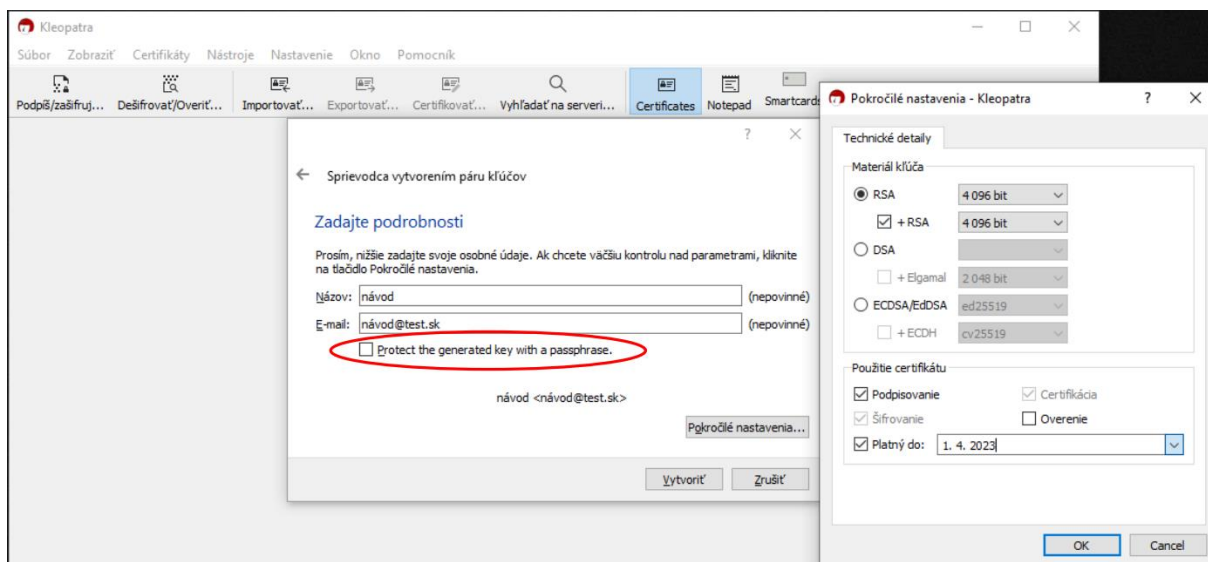 Kleopatra
Súbor Zobraziť Certifikáty Nástroje Nastavenie Okno Pomocník
Podpíš/zašifruj... Dešifrovať/Overiť... Importovať... Exportovať... Certifikovať... Vyhľadať na serveri... Certificates Notepad Smartcards
Sprievodca vytvorením páru kľúčov
Zadajte podrobnosti
Prosím, nižšie zadajte svoje osobné údaje. Ak chcete väčšiu kontrolu nad parametrami, kliknite
na tlačidlo Pokročilé nastavenia.
Názov: návod (nepovinné)
E-mail: návod@test.sk (nepovinné)
Protect the generated key with a passphrase.
návod <návod@test.sk>
Pokročilé nastavenia...
Vytvoriť Zrušiť
Pokročilé nastavenia - Kleopatra ?
Technické detaily
Materiál kľúča
RSA 4 096 bit
+ RSA 4 096 bit
DSA
+ Elgamal 2 048 bit
ECDSA/EdDSA ed25519
+ ECDH cv25519
Použitie certifikátu
Podpisovanie Certifikácia
Šifrovanie Overenie
Platný do: 1. 4. 2023
OK Cancel